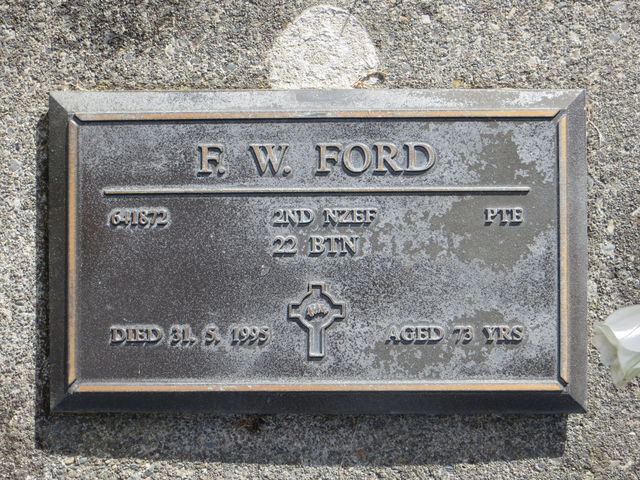 F. W. FORD
641872 2ND NZEF PTE
22 BTN
DIED 31. 5. 1995 AGED 73 YRS